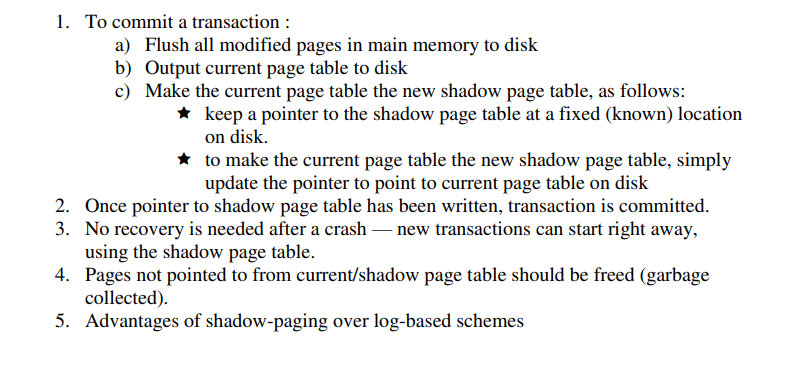 1. To commit a transaction :
a) Flush all modified pages in main memory to disk
b) Output current page table to disk
c) Make the current page table the new shadow page table, as follows:
★ keep a pointer to the shadow page table at a fixed (known) location
on disk.
★ to make the current page table the new shadow page table, simply
update the pointer to point to current page table on disk
2. Once pointer to shadow page table has been written, transaction is committed.
3. No recovery is needed after a crash — new transactions can start right away,
using the shadow page table.
4. Pages not pointed to from current/shadow page table should be freed (garbage
collected).
5. Advantages of shadow-paging over log-based schemes